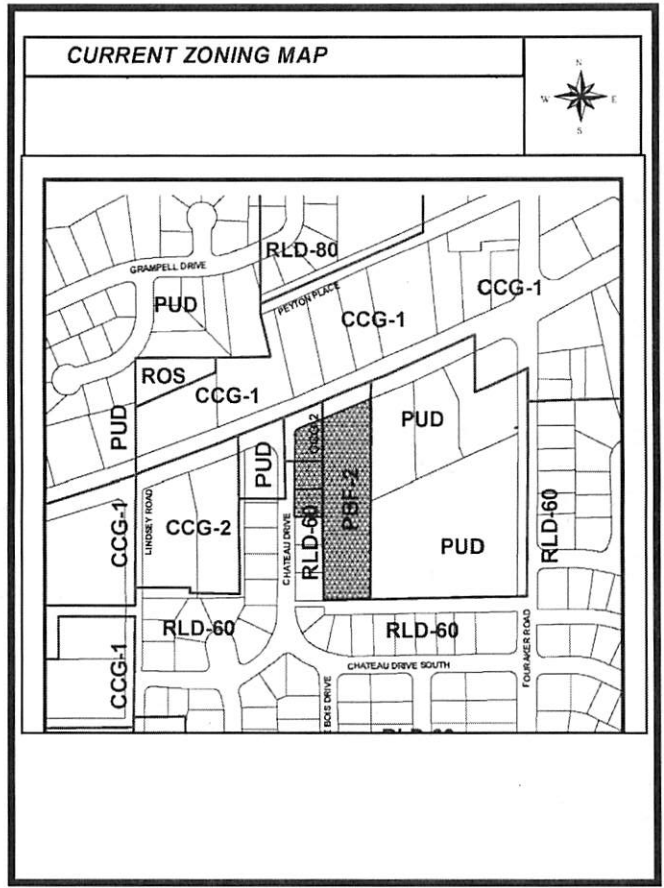 CURRENT ZONING MAP
N
W E
S
RLD-80
GRAMPELL DRIVE
PUD
PEYTON PLACE
CCG-1
CCG-1
ROS
CCG-1
PUD
PUD
CCG-2
PUD
PBF-2
RLD-60
CCG-1
LINDSEY ROAD
CCG-2
CHATEAU DRIVE
RLD-60
PUD
RLD-60
RLD-60
CHATEAU DRIVE SOUTH
FOURAKER ROAD
CCG-1
BOIS DRIVE